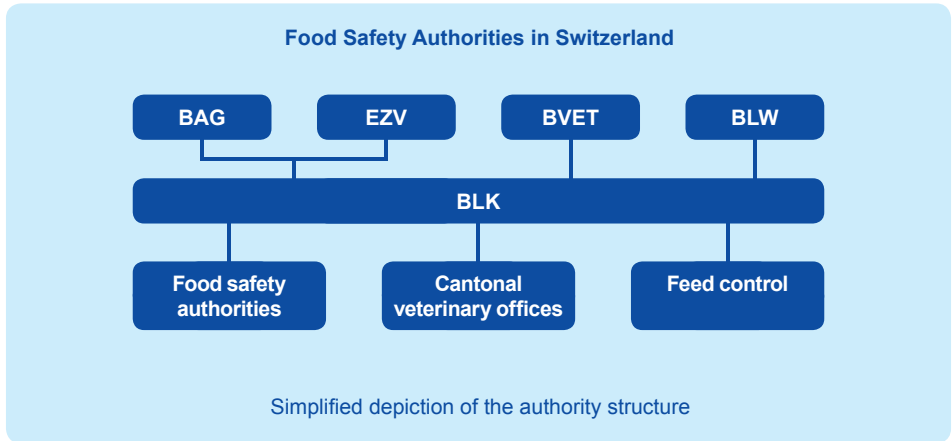 Food Safety Authorities in Switzerland
BAG
EZV
BVET
BLW
BLK
Food safety
authorities
Cantonal
veterinary offices
Feed control
Simplified depiction of the authority structure